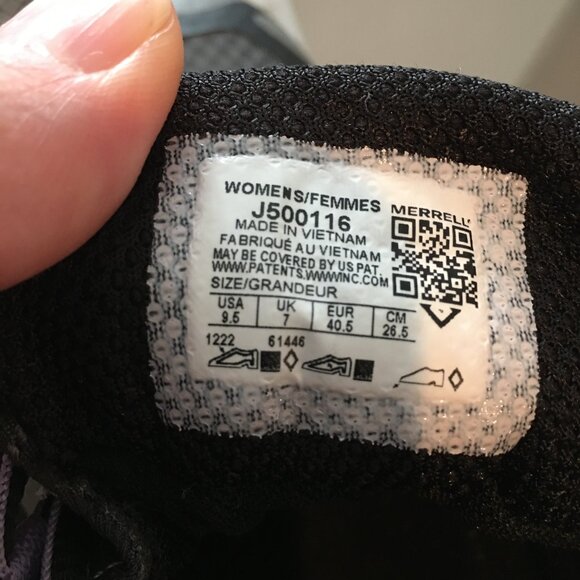 WOMENS/FEMMES
J500116
MERRELL
MADE IN VIETNAM
FABRIQUÉ AU VIETNAM
MAY BE COVERED BY US PAT.
WWW.PATENTS.WWWINC.COM
SIZE/GRANDEUR
USA UK EUR CM
9.5 7 40.5 26.5
1222 61446